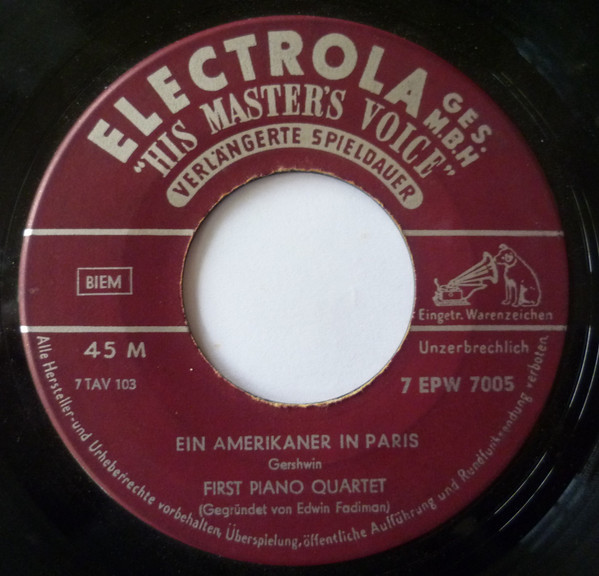 ELECTROLA GES. M.B.H
"HIS MASTER'S VOICE"
VERLÄNGERTE SPIELDAUER
BIEM
Eingetr. Warenzeichen
45 M
Unzerbrechlich
7 TAV 103
7 EPW 7005
EIN AMERIKANER IN PARIS
Gershwin
FIRST PIANO QUARTET
(Gegründet von Edwin Fadiman)
Alle Hersteller- und Urheberrechte vorbehalten, Überspielung, öffentliche Aufführung und Rundfunksendung verboten.